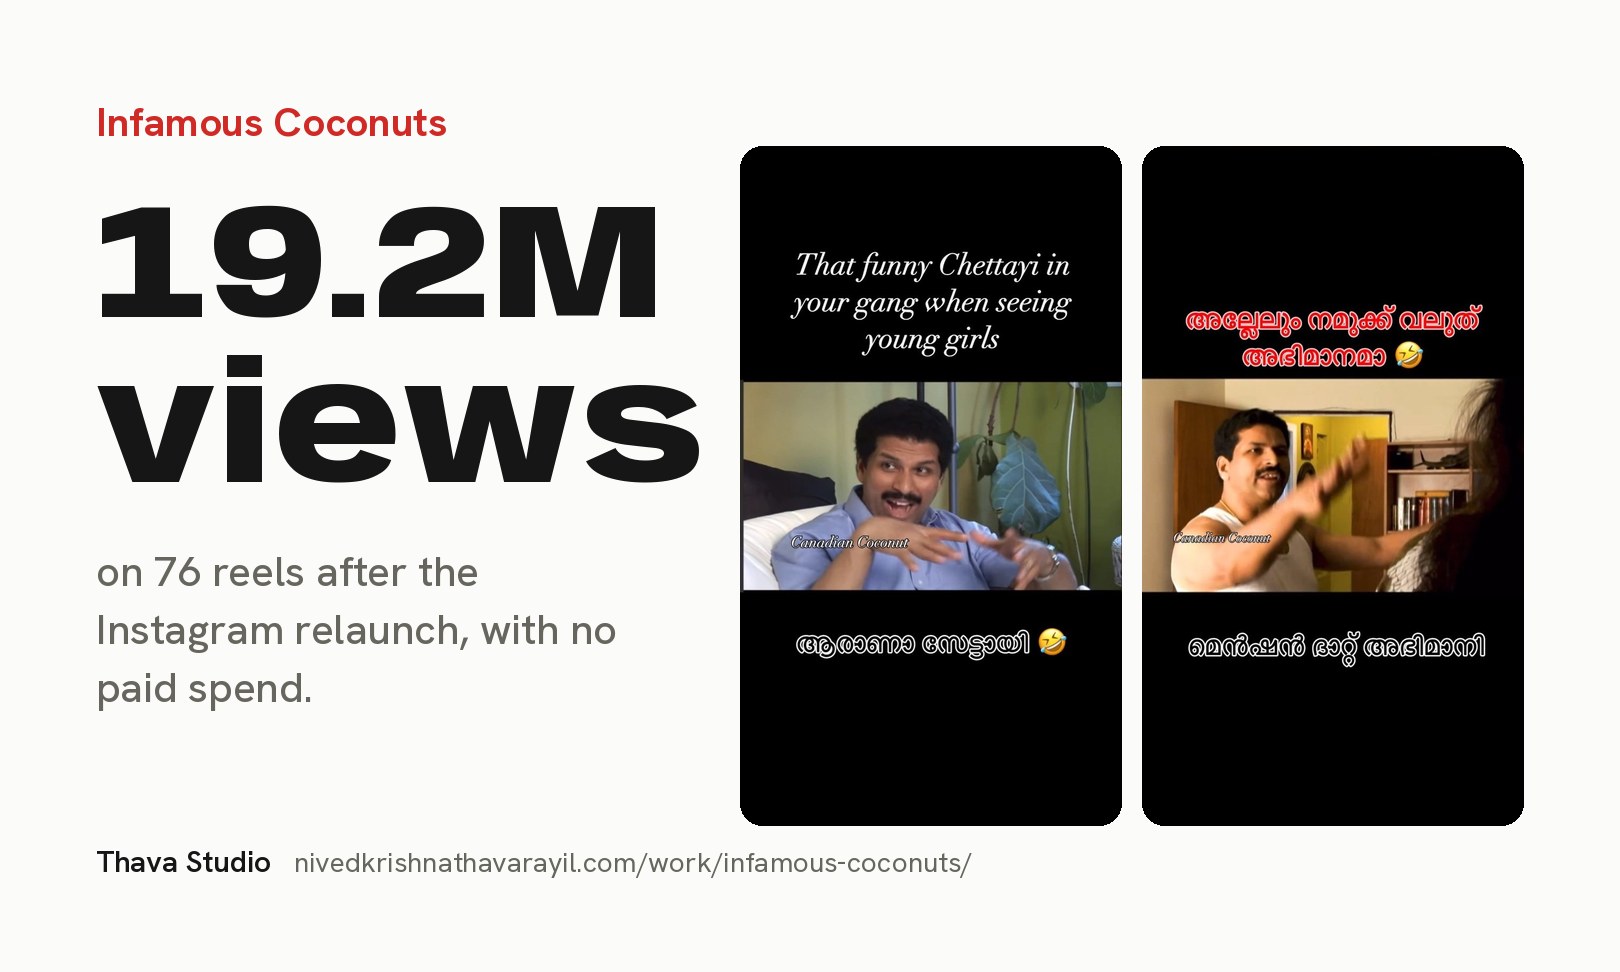 Infamous Coconuts
19.2M
views
on 76 reels after the
Instagram relaunch, with no
paid spend.
That funny Chettayi in
your gang when seeing
young girls
Canadian Coconut
ആരാണാ സേട്ടായി 🤣
അല്ലേലും നമുക്ക് വലുത്
അഭിമാനമാ 🤣
Canadian Coconut
മെൻഷൻ ദാറ്റ് അഭിമാനി
Thava Studio nivedkrishnathavarayil.com/work/infamous-coconuts/